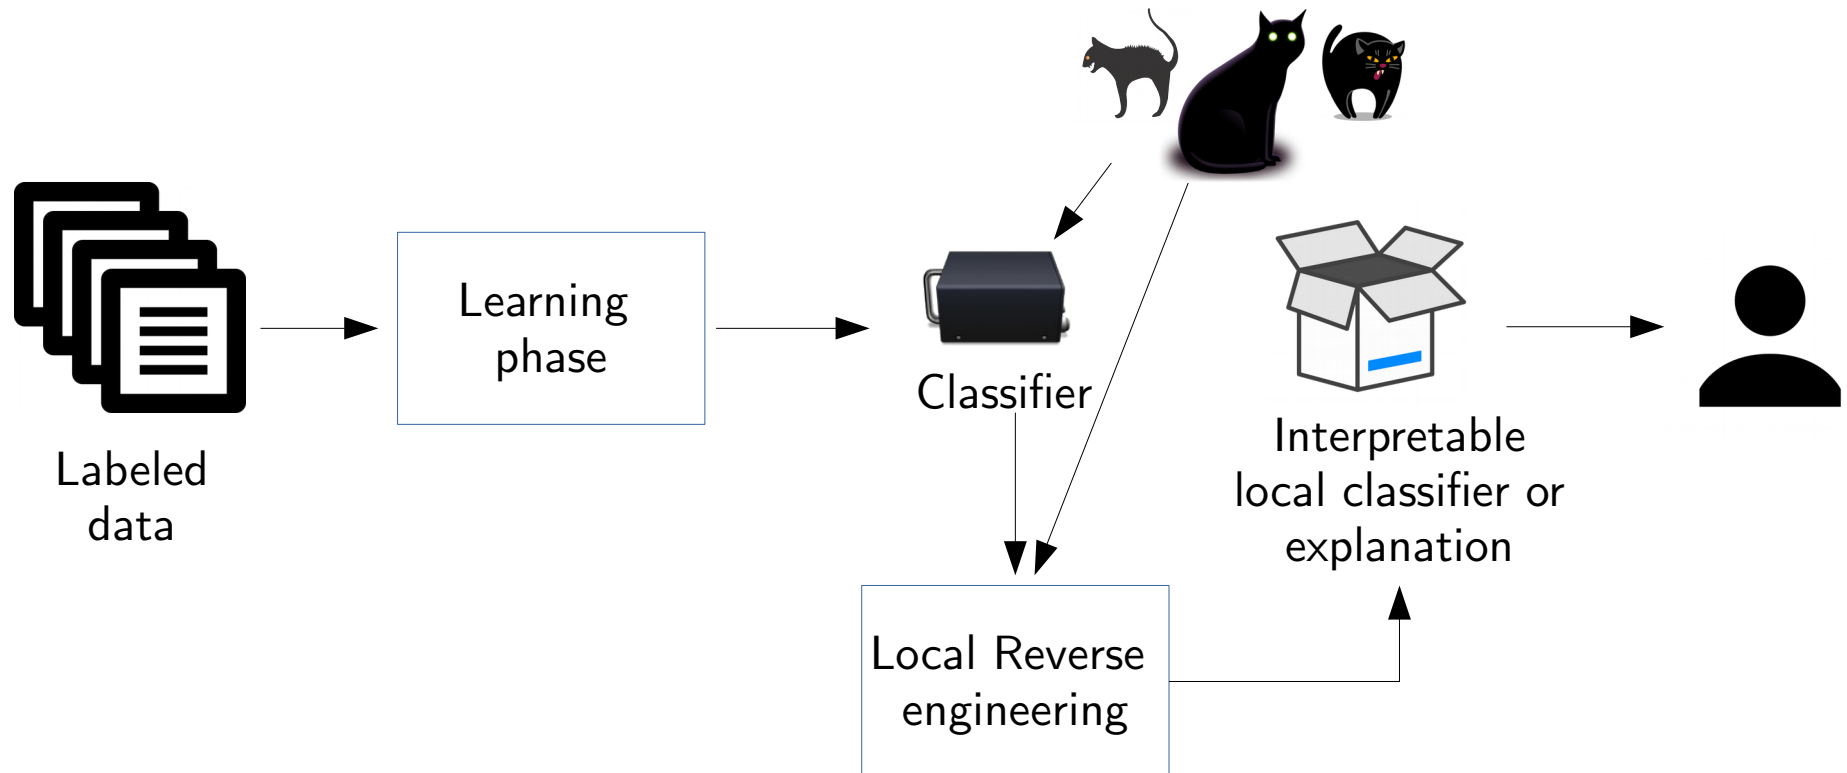 Labeled
data
Learning
phase
Classifier
Local Reverse
engineering
Interpretable
local classifier or
explanation